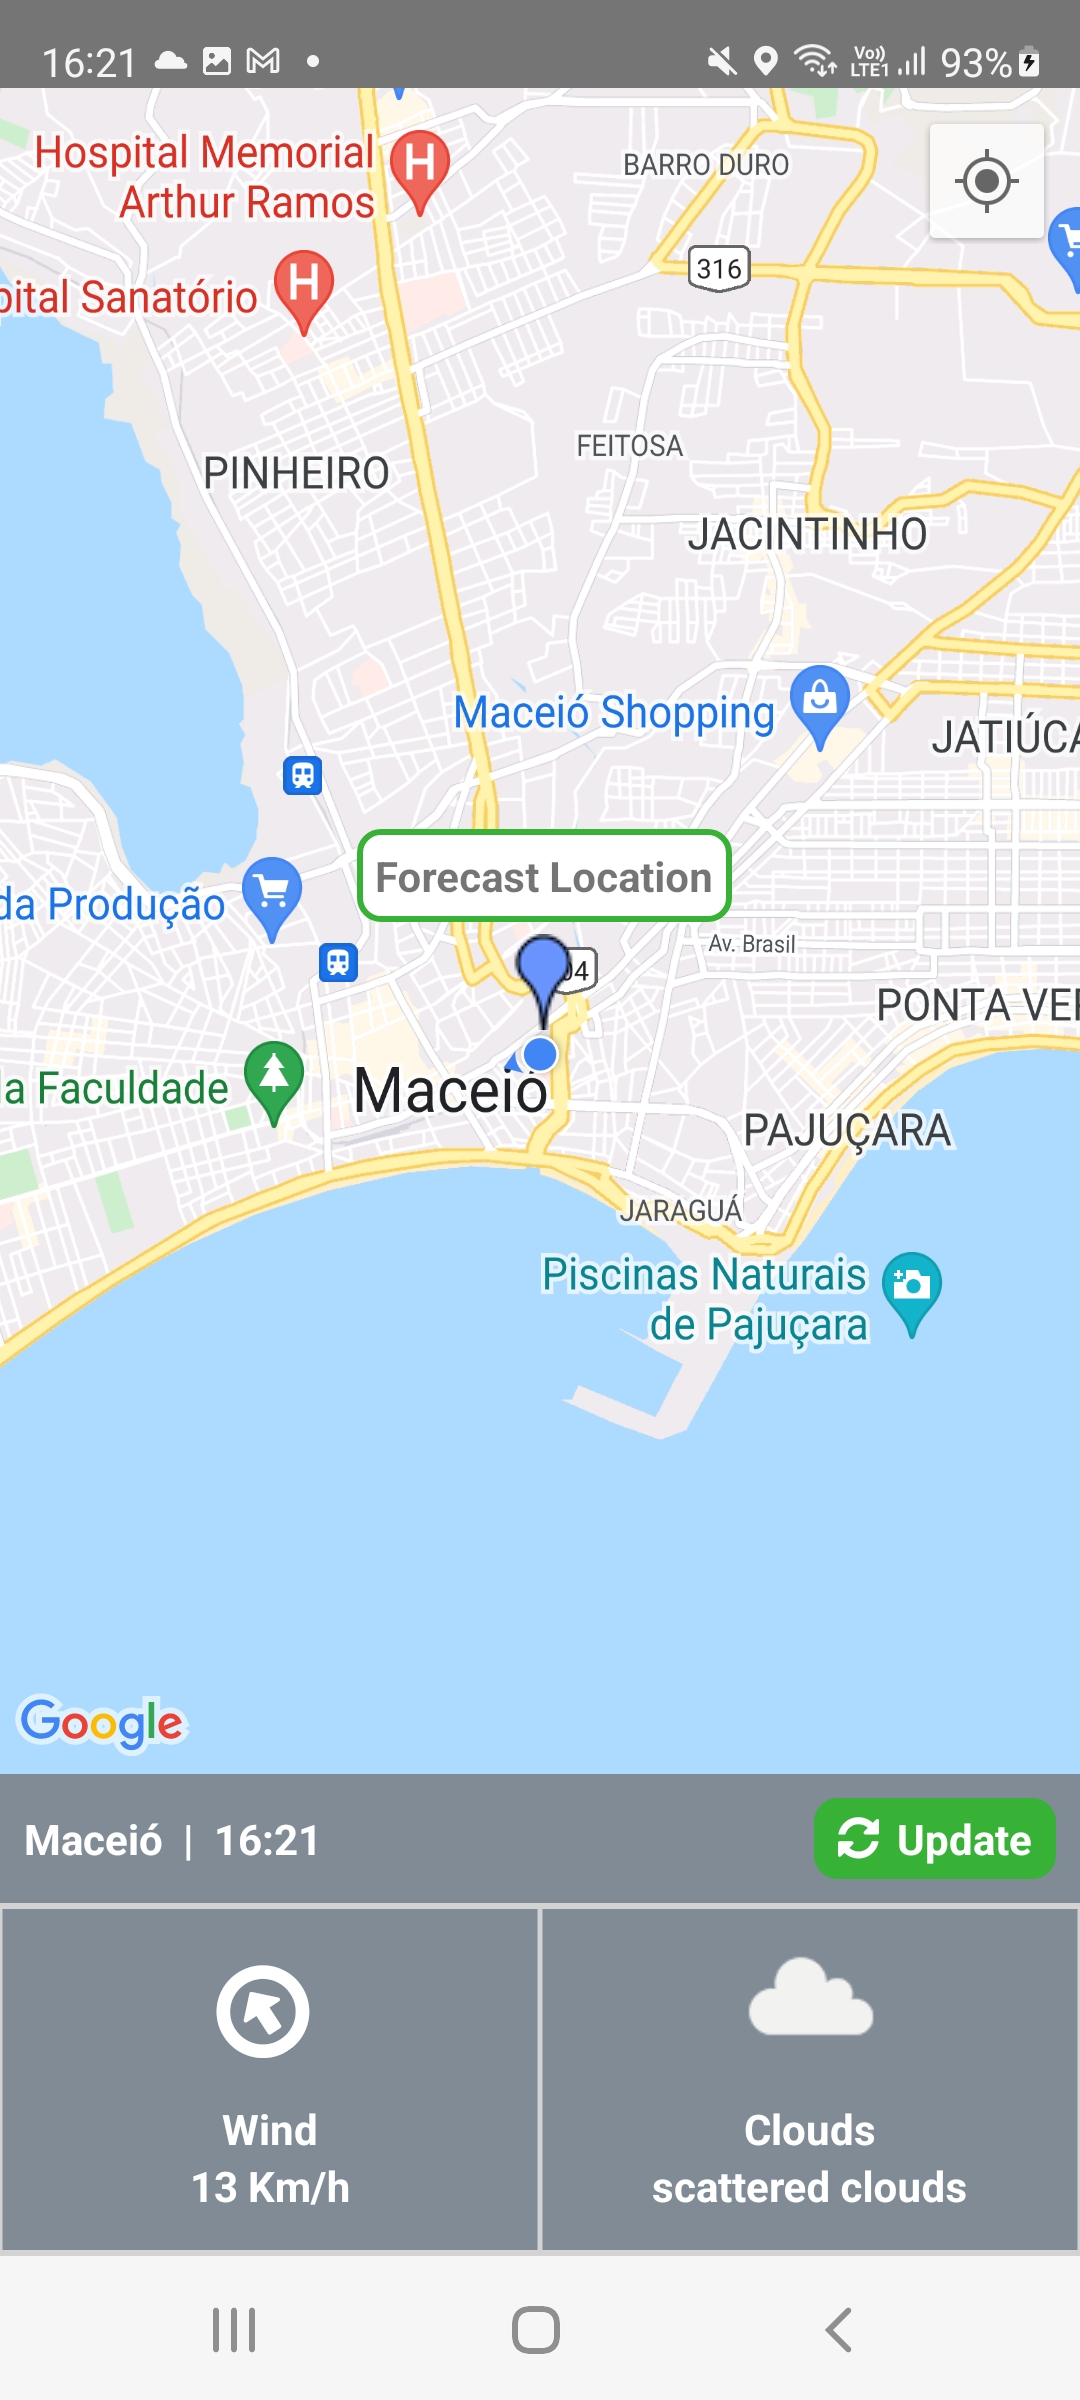 16:21
Vo))
LTE1
93%
Hospital Memorial
Arthur Ramos
H
BARRO DURO
316
pital Sanatório
H
FEITOSA
PINHEIRO
JACINTINHO
Maceió Shopping
JATIÚCA
Forecast Location
da Produção
Av. Brasil
04
PONTA VER
la Faculdade
Maceió
PAJUÇARA
JARAGUÁ
Piscinas Naturais
de Pajuçara
Google
Maceió | 16:21
Update
Wind
13 Km/h
Clouds
scattered clouds